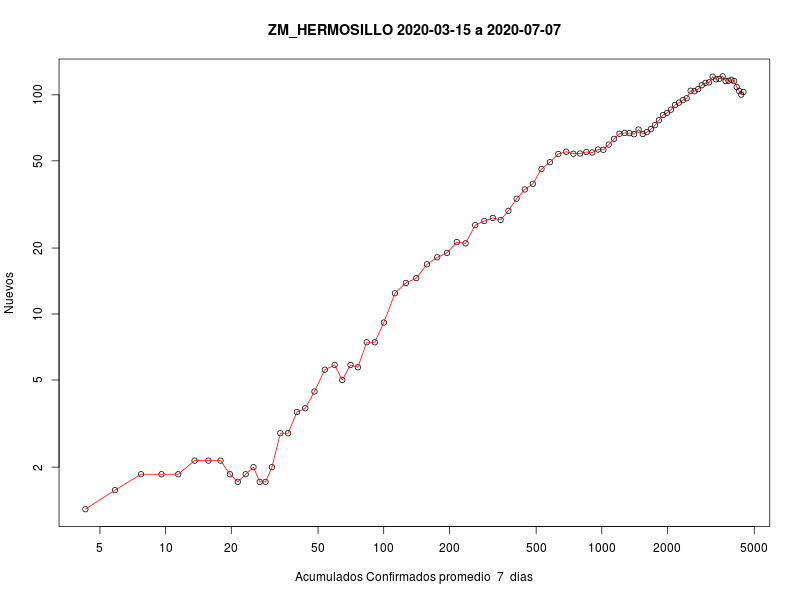 ZM_HERMOSILLO 2020-03-15 a 2020-07-07
Nuevos
100
50
20
10
5
2
5 10 20 50 100 200 500 1000 2000 5000
Acumulados Confirmados promedio 7 dias